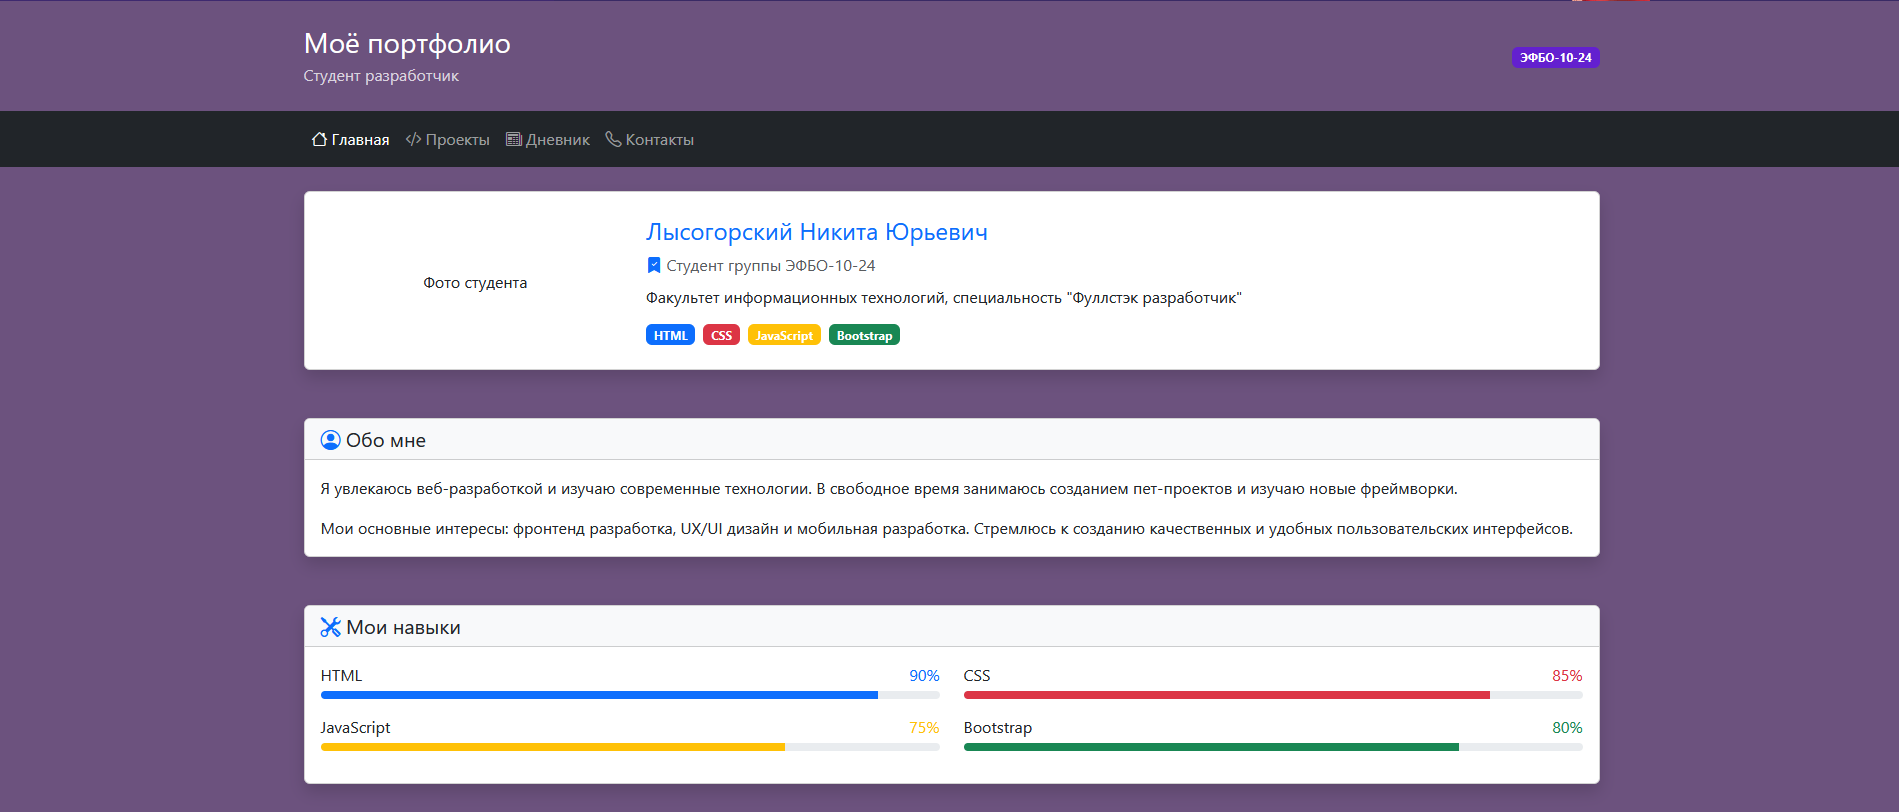 Моё портфолио
Студент разработчик
ЭФБО-10-24
Главная Проекты Дневник Контакты
Фото студента
Лысогорский Никита Юрьевич
Студент группы ЭФБО-10-24
Факультет информационных технологий, специальность "Фуллстэк разработчик"
HTML CSS JavaScript Bootstrap
Обо мне
Я увлекаюсь веб-разработкой и изучаю современные технологии. В свободное время занимаюсь созданием пет-проектов и изучаю новые фреймворки.
Мои основные интересы: фронтенд разработка, UX/UI дизайн и мобильная разработка. Стремлюсь к созданию качественных и удобных пользовательских интерфейсов.
Мои навыки
HTML 90% CSS 85%
JavaScript 75% Bootstrap 80%